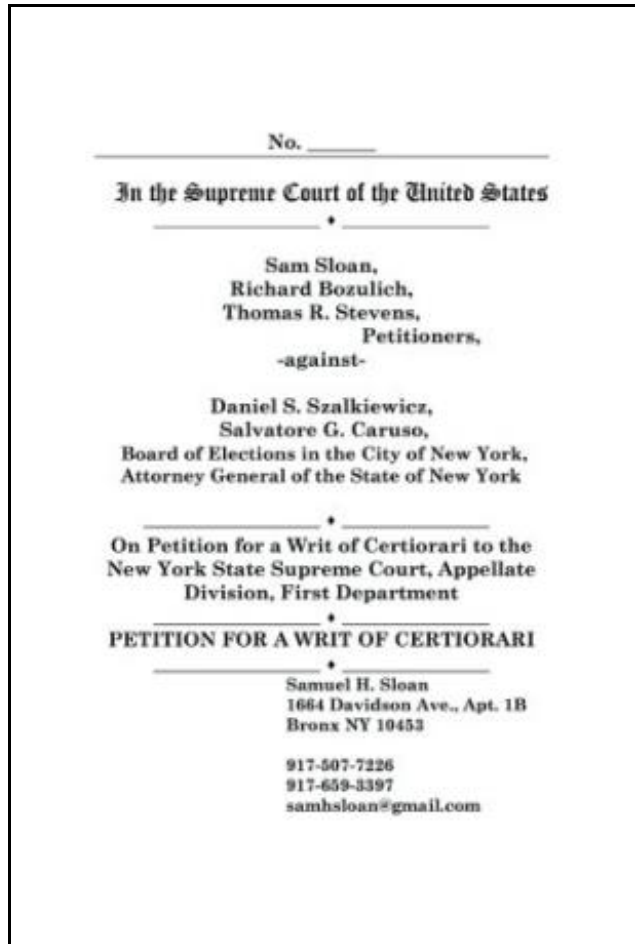 No. ______
In the Supreme Court of the United States
Sam Sloan,
Richard Bozulich,
Thomas R. Stevens,
Petitioners,
-against-
Daniel S. Szalkiewicz,
Salvatore G. Caruso,
Board of Elections in the City of New York,
Attorney General of the State of New York
On Petition for a Writ of Certiorari to the
New York State Supreme Court, Appellate
Division, First Department
PETITION FOR A WRIT OF CERTIORARI
Samuel H. Sloan
1664 Davidson Ave., Apt. 1B
Bronx NY 10453
917-507-7226
917-659-3397
samhsloan@gmail.com